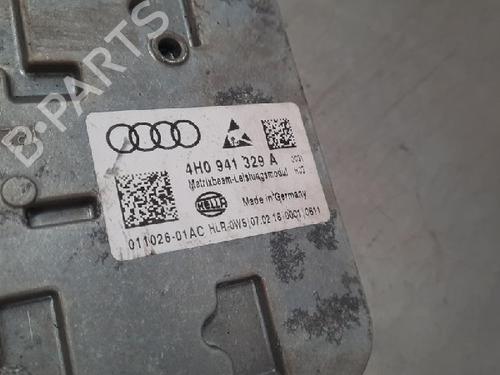 B-PARTS
4H0 941 329 A
Matrixbeam-Leistungsmodul
HELLA
Made in Germany
011026-01AC HLR-0W5 07.02.18 0001 0611